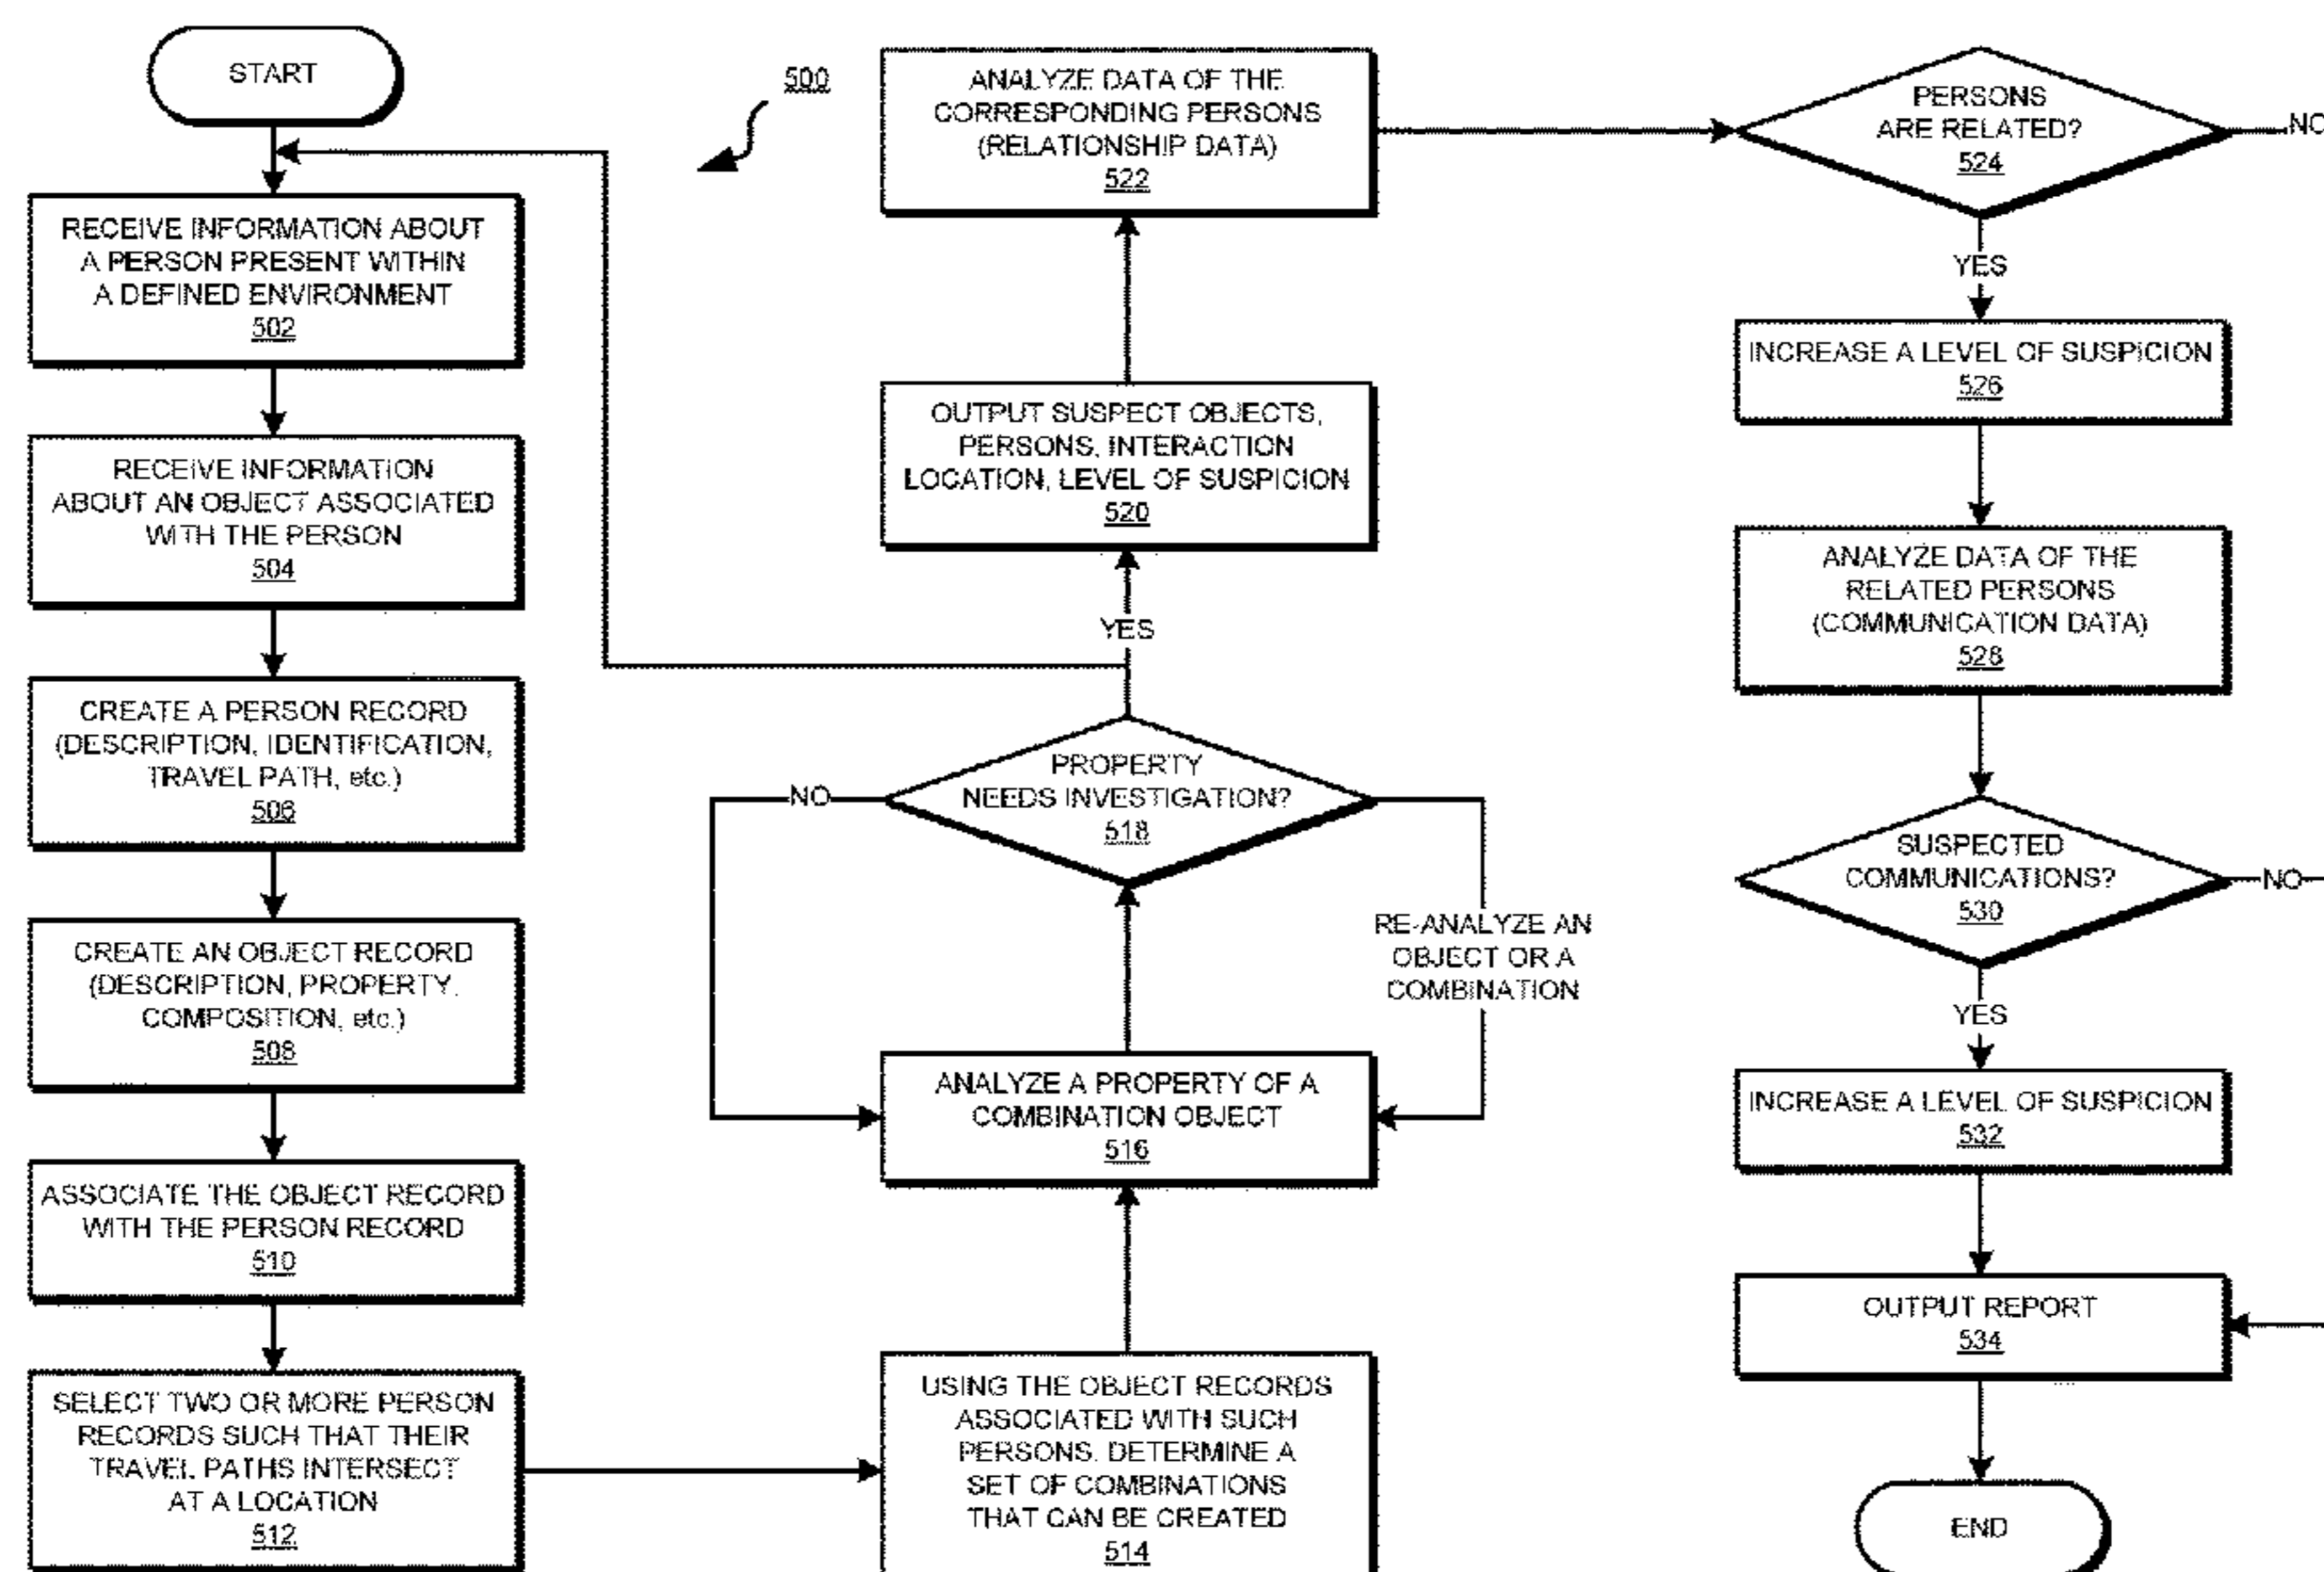 START
RECEIVE INFORMATION ABOUT
A PERSON PRESENT WITHIN
A DEFINED ENVIRONMENT
502
RECEIVE INFORMATION
ABOUT AN OBJECT ASSOCIATED
WITH THE PERSON
504
CREATE A PERSON RECORD
(DESCRIPTION, IDENTIFICATION,
TRAVEL PATH, etc.)
506
CREATE AN OBJECT RECORD
(DESCRIPTION, PROPERTY,
COMPOSITION, etc.)
508
ASSOCIATE THE OBJECT RECORD
WITH THE PERSON RECORD
510
SELECT TWO OR MORE PERSON
RECORDS SUCH THAT THEIR
TRAVEL PATHS INTERSECT
AT A LOCATION
512
500
ANALYZE DATA OF THE
CORRESPONDING PERSONS
(RELATIONSHIP DATA)
522
OUTPUT SUSPECT OBJECTS,
PERSONS, INTERACTION
LOCATION, LEVEL OF SUSPICION
520
YES
PROPERTY
NEEDS INVESTIGATION?
518
NO
RE-ANALYZE AN
OBJECT OR A
COMBINATION
ANALYZE A PROPERTY OF A
COMBINATION OBJECT
516
USING THE OBJECT RECORDS
ASSOCIATED WITH SUCH
PERSONS, DETERMINE A
SET OF COMBINATIONS
THAT CAN BE CREATED
514
PERSONS
ARE RELATED?
524
NO
YES
INCREASE A LEVEL OF SUSPICION
526
ANALYZE DATA OF THE
RELATED PERSONS
(COMMUNICATION DATA)
528
SUSPECTED
COMMUNICATIONS?
530
NO
YES
INCREASE A LEVEL OF SUSPICION
532
OUTPUT REPORT
534
END